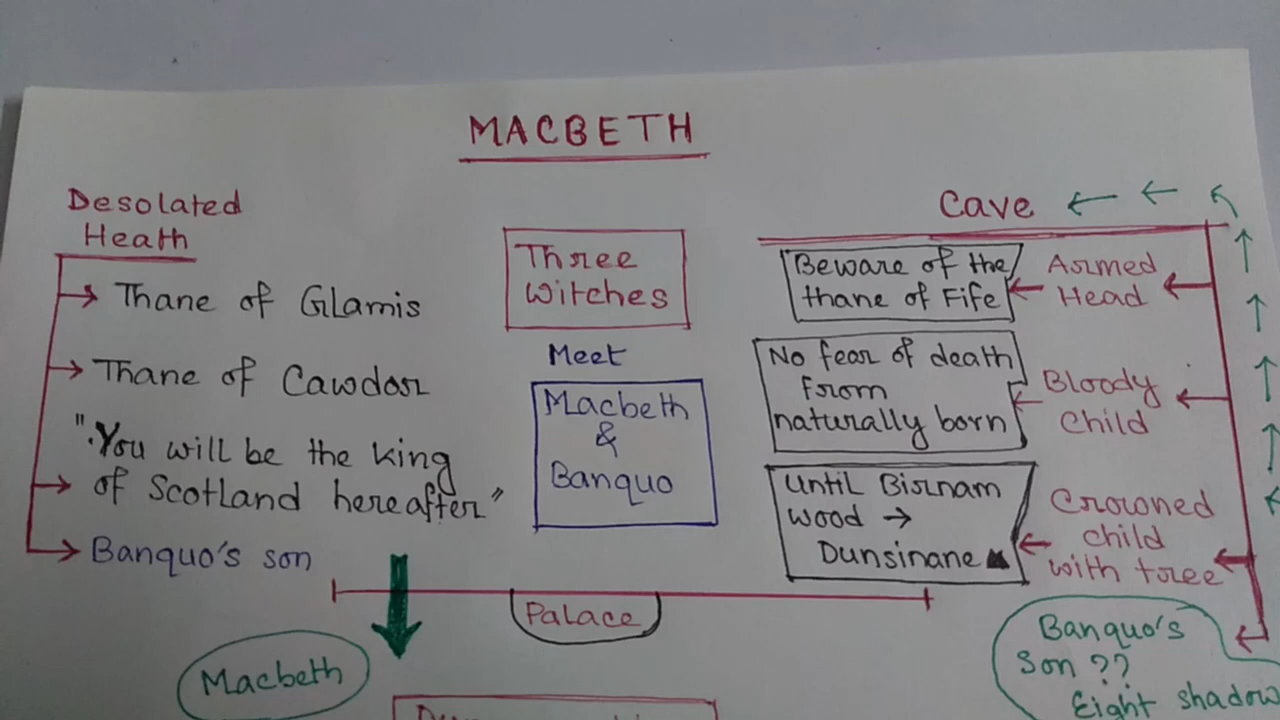 MACBETH
Desolated
Heath
Thane of Glamis
Thane of Cawdor
"You will be the king
of Scotland hereafter"
Banquo's son
Three
Witches
Meet
Macbeth
&
Banquo
Cave
Beware of the
thane of Fife
Armed
Head
No fear of death
from
naturally born
Bloody
Child
Until Birnam
wood →
Dunsinane
Crowned
child
with tree
Palace
Macbeth
Banquo's
Son ??
Eight shadow